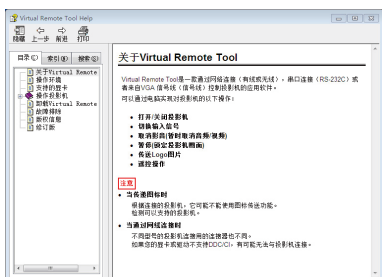 Virtual Remote Tool Help
隐藏 上一步 前进 打印
目录(C) 索引(N) 搜索(S)
关于Virtual Remote
操作环境
支持的显卡
操作投影机
卸载Virtual Remote
故障排除
版权信息
修订版
关于Virtual Remote Tool
Virtual Remote Tool是一款通过网络连接（有线或无线）、串口连接（RS-232C）或
者来自VGA 信号线（信号线）控制投影机的应用软件。
可以通过电脑实现对投影机的以下操作:
• 打开/关闭投影机
• 切换输入信号
• 取消影音(暂时取消音频/视频)
• 暂停(锁定投影机画面)
• 传送Logo图片
• 遥控操作
注意
• 当传递图标时
根据连接的投影机，它可能不能使用图标传送功能。
检测可以支持的投影机。
• 当通过网线连接时
不同型号的投影机连接用的连接器也不同。
如果您的显卡或驱动不支持DDC/CI，有可能无法与投影机连接。